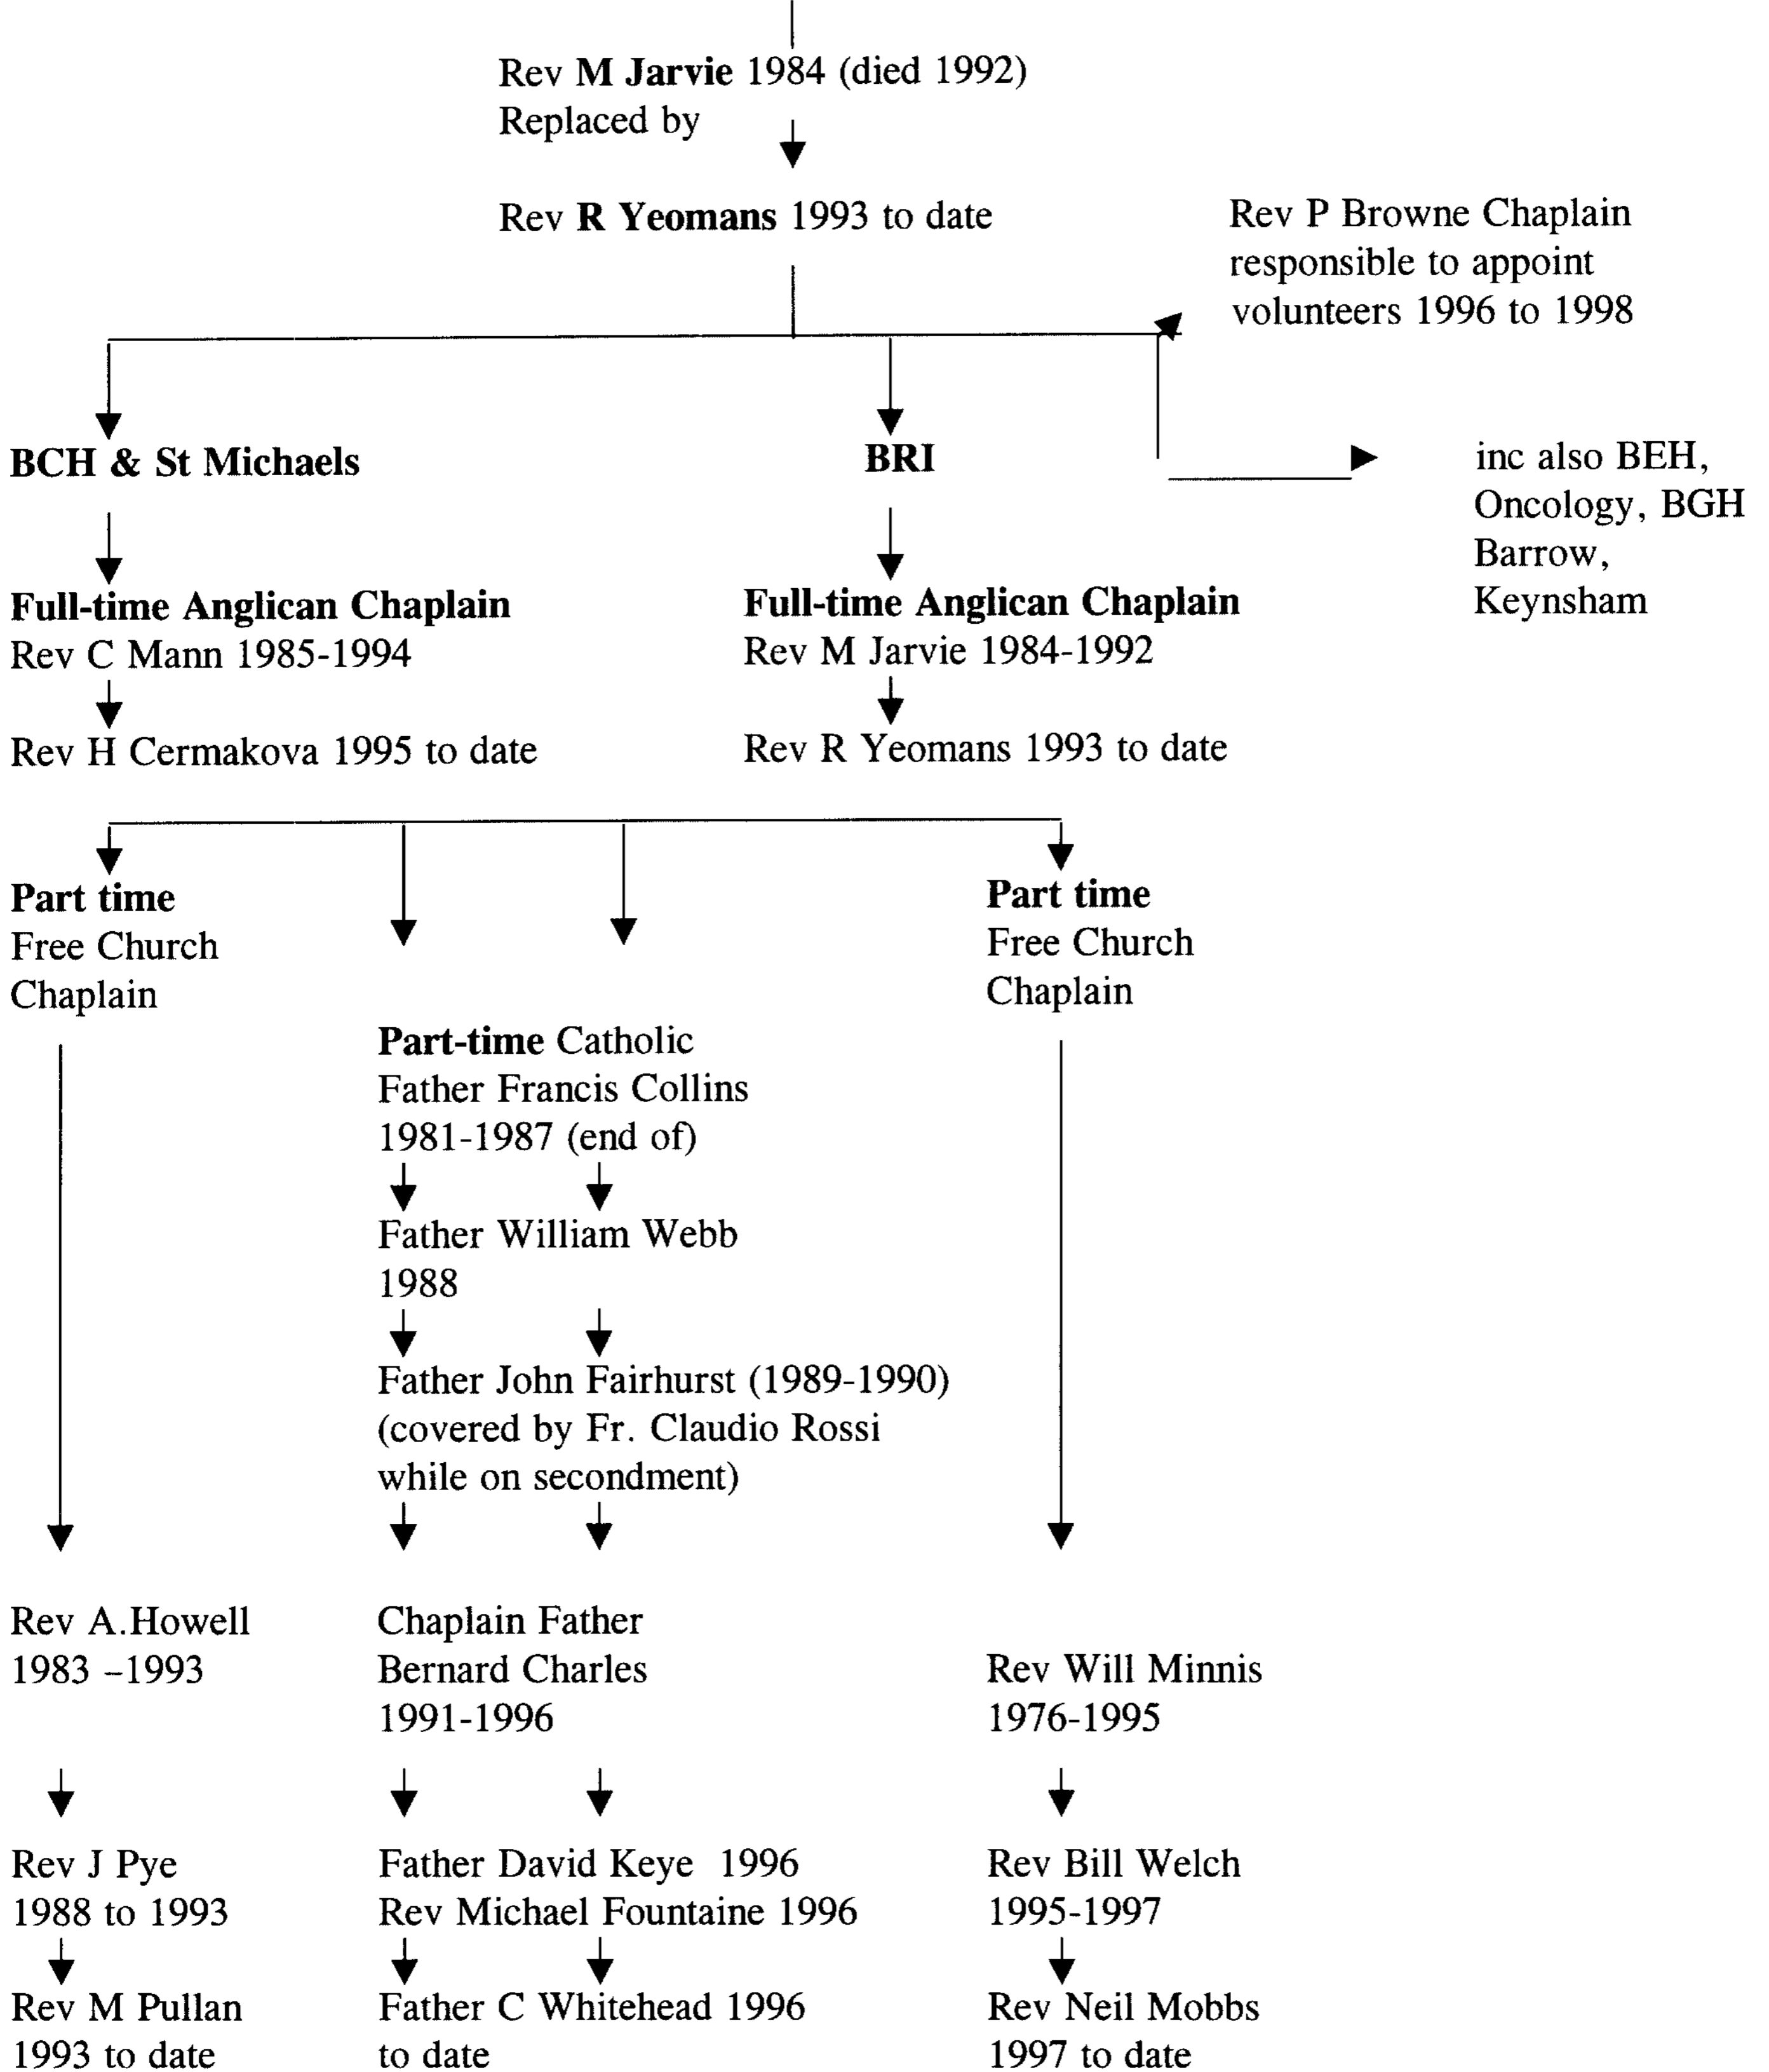 Rev M Jarvie 1984 (died 1992)
Replaced by
Rev R Yeomans 1993 to date
Rev P Browne Chaplain
responsible to appoint
volunteers 1996 to 1998
BCH & St Michaels
BRI
inc also BEH,
Oncology, BGH
Barrow,
Keynsham
Full-time Anglican Chaplain
Rev C Mann 1985-1994
Rev H Cermakova 1995 to date
Full-time Anglican Chaplain
Rev M Jarvie 1984-1992
Rev R Yeomans 1993 to date
Part time
Free Church
Chaplain
Part-time Catholic
Father Francis Collins
1981-1987 (end of)
Father William Webb
1988
Father John Fairhurst (1989-1990)
(covered by Fr. Claudio Rossi
while on secondment)
Part time
Free Church
Chaplain
Rev A.Howell
1983 –1993
Rev J Pye
1988 to 1993
Rev M Pullan
1993 to date
Chaplain Father
Bernard Charles
1991-1996
Father David Keye 1996
Rev Michael Fountaine 1996
Father C Whitehead 1996
to date
Rev Will Minnis
1976-1995
Rev Bill Welch
1995-1997
Rev Neil Mobbs
1997 to date